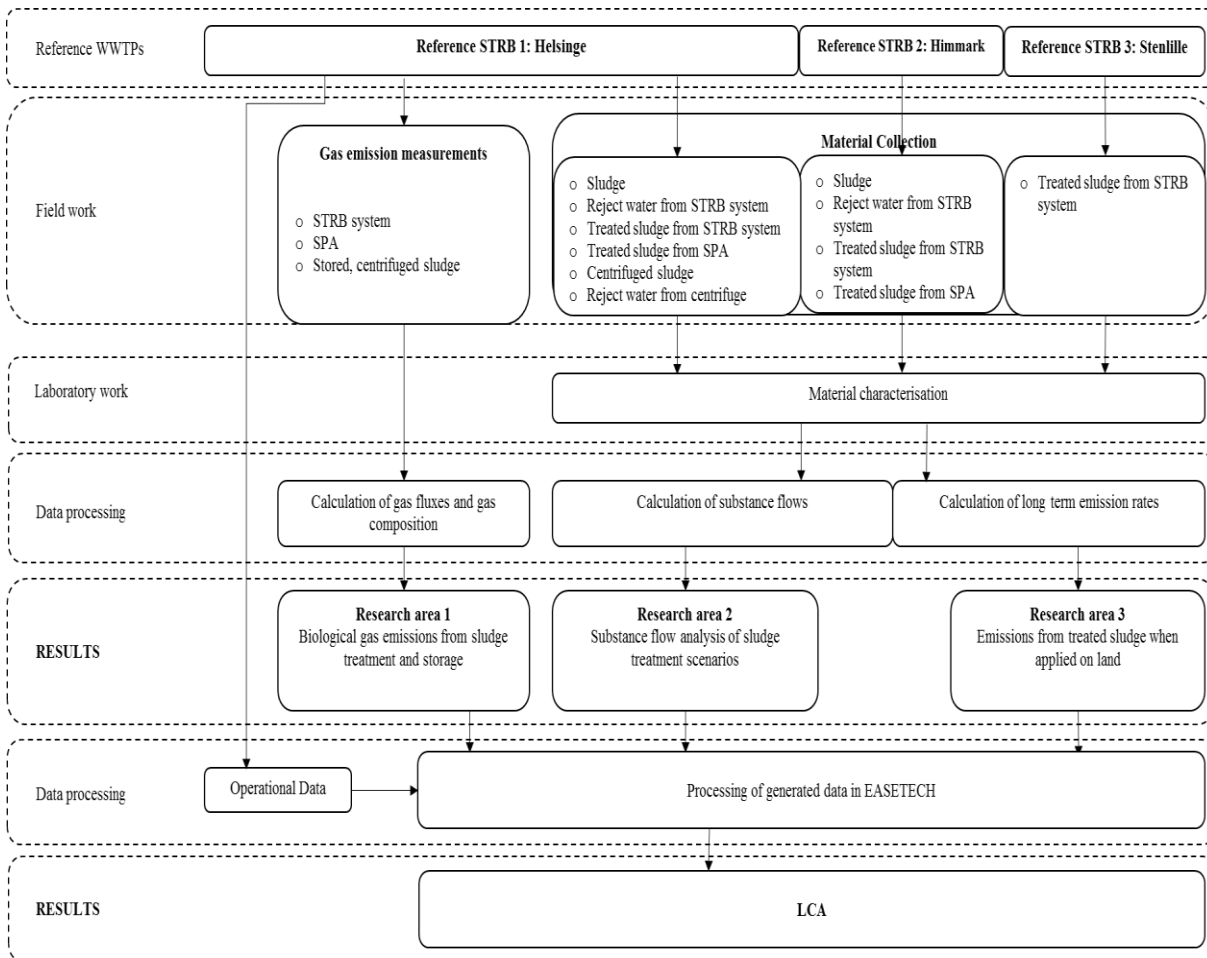 Reference WWTPs
Reference STRB 1: Helsinge
Reference STRB 2: Himmark
Reference STRB 3: Stenlille
Field work
Gas emission measurements
o STRB system
o SPA
o Stored, centrifuged sludge
Material Collection
o Sludge
o Reject water from STRB system
o Treated sludge from STRB system
o Treated sludge from SPA
o Centrifuged sludge
o Reject water from centrifuge
o Sludge
o Reject water from STRB
system
o Treated sludge from STRB
system
o Treated sludge from SPA
o Treated sludge from STRB
system
Laboratory work
Material characterisation
Data processing
Calculation of gas fluxes and gas
composition
Calculation of substance flows
Calculation of long term emission rates
RESULTS
Research area 1
Biological gas emissions from sludge
treatment and storage
Research area 2
Substance flow analysis of sludge
treatment scenarios
Research area 3
Emissions from treated sludge when
applied on land
Data processing
Operational Data
Processing of generated data in EASETECH
RESULTS
LCA